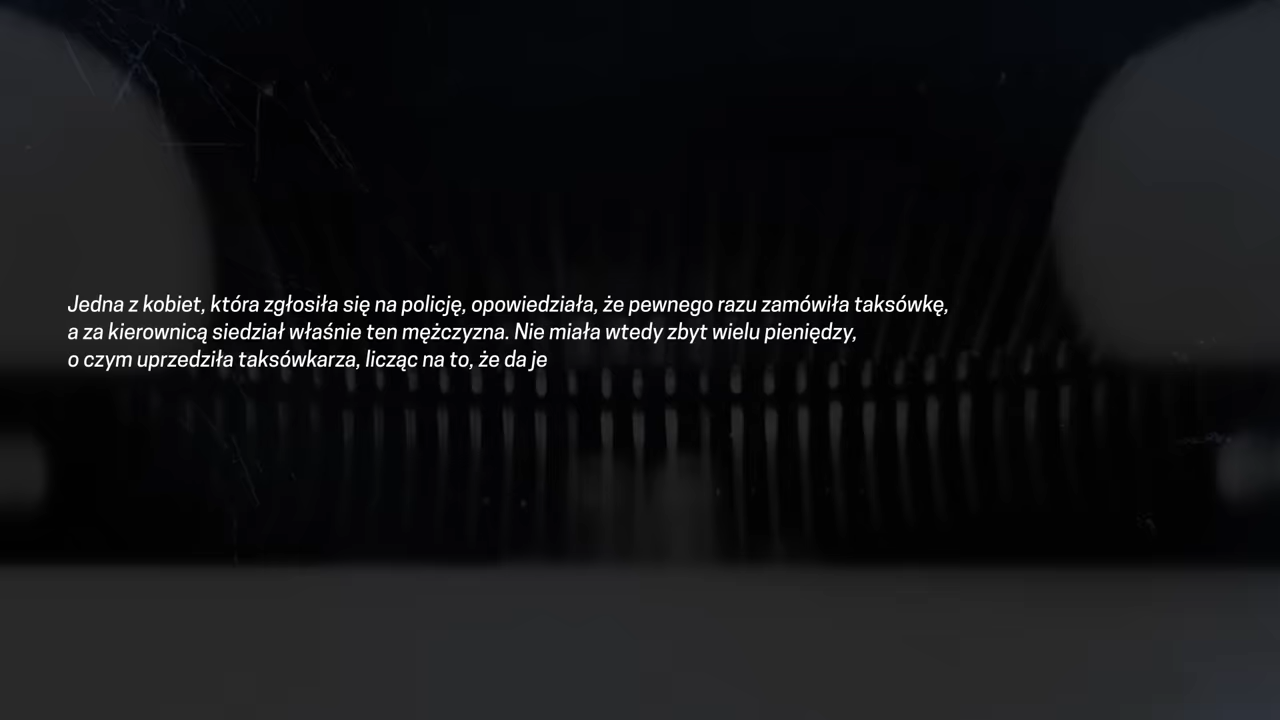 Jedna z kobiet, która zgłosiła się na policję, opowiedziała, że pewnego razu zamówiła taksówkę,
a za kierownicą siedział właśnie ten mężczyzna. Nie miała wtedy zbyt wielu pieniędzy,
o czym uprzedziła taksówkarza, licząc na to, że da je